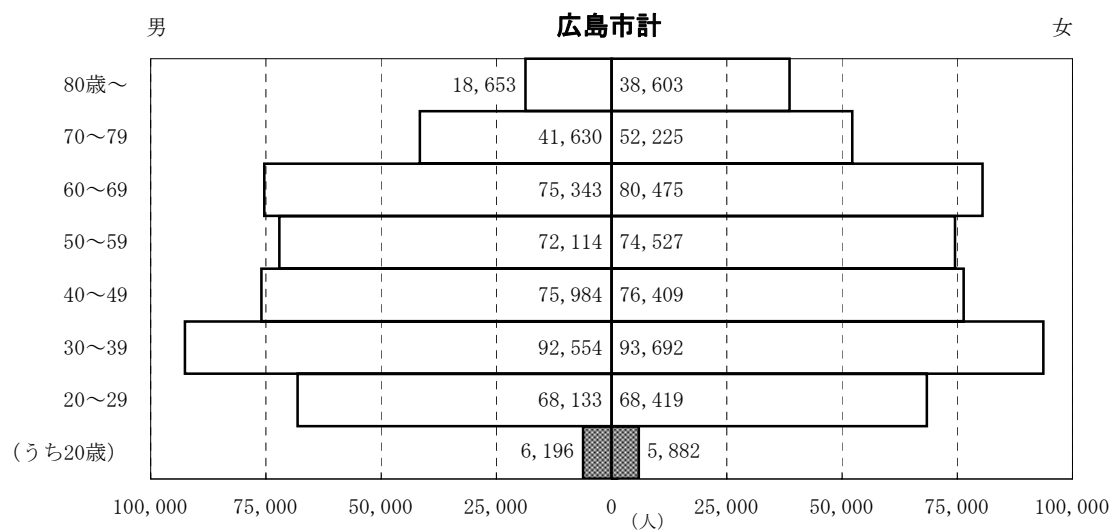 広島市計
男 女
80歳～ 18,653 38,603
70～79 41,630 52,225
60～69 75,343 80,475
50～59 72,114 74,527
40～49 75,984 76,409
30～39 92,554 93,692
20～29 68,133 68,419
（うち20歳） 6,196 5,882
100,000 75,000 50,000 25,000 0 25,000 50,000 75,000 100,000
（人）